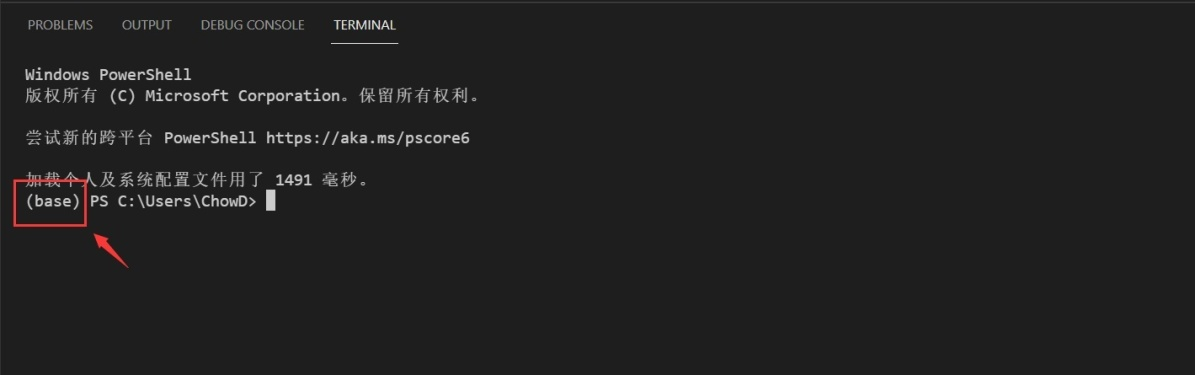 PROBLEMS OUTPUT DEBUG CONSOLE TERMINAL
Windows PowerShell
版权所有 (C) Microsoft Corporation。保留所有权利。
尝试新的跨平台 PowerShell https://aka.ms/pscore6
加载个人及系统配置文件用了 1491 毫秒。
(base) PS C:\Users\ChowD>